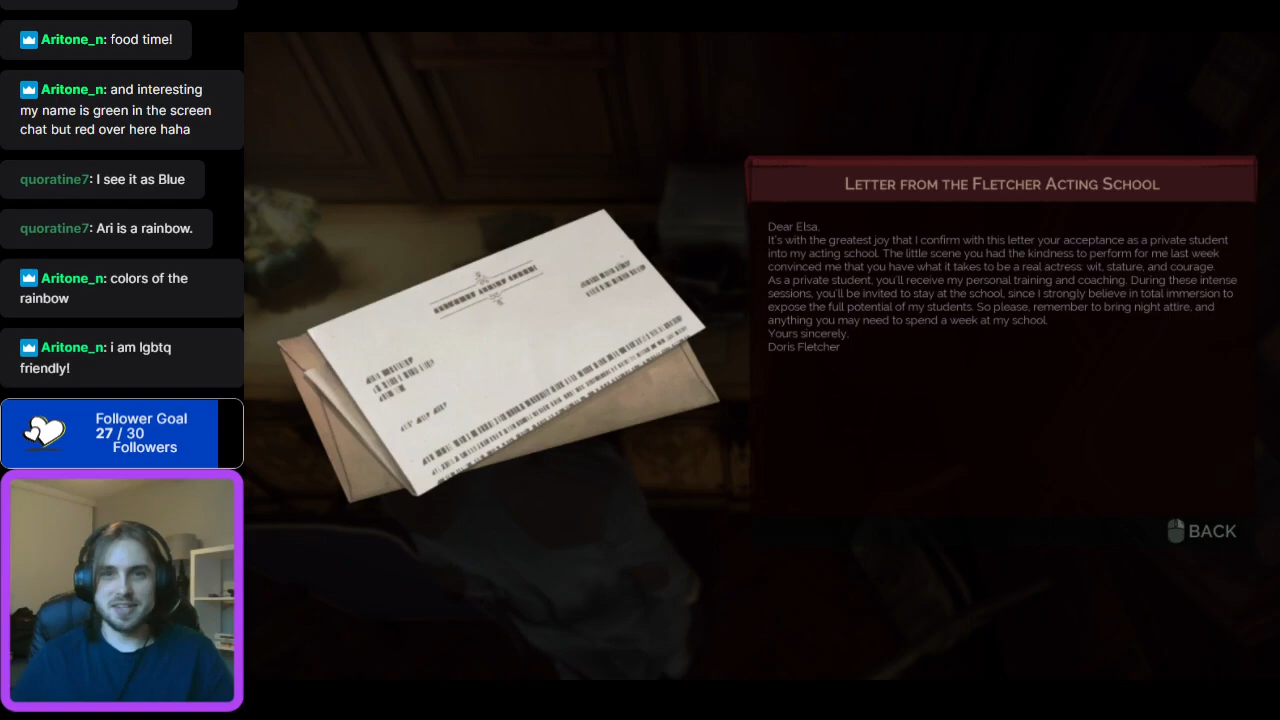 Aritone_n: food time!
Aritone_n: and interesting
my name is green in the screen
chat but red over here haha
quoratine7: I see it as Blue
quoratine7: Ari is a rainbow.
Aritone_n: colors of the
rainbow
Aritone_n: i am lgbtq
friendly!
Follower Goal
27 / 30
Followers
LETTER FROM THE FLETCHER ACTING SCHOOL
Dear Elsa,
It's with the greatest joy that I confirm with this letter your acceptance as a private student
into my acting school. The little scene you had the kindness to perform for me last week
convinced me that you have what it takes to be a real actress: wit, stature, and courage.
As a private student, you'll receive my personal training and coaching. During these intense
sessions, you'll be invited to stay at the school, since I strongly believe in total immersion to
expose the full potential of my students. So please, remember to bring night attire, and
anything you may need to spend a week at my school.
Yours sincerely,
Doris Fletcher
BACK